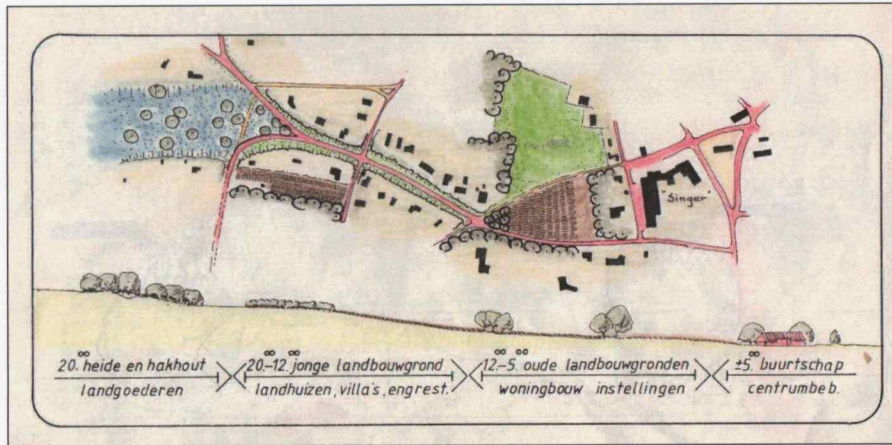 "Singer"
20.00 heide en hakhout
landgoederen
20.00-12.00 jonge landbouwgrond
landhuizen, villa's, engrest.
12.00-5.00 oude landbouwgronden
woningbouw instellingen
±5.00 buurtschap
centrumbeb.